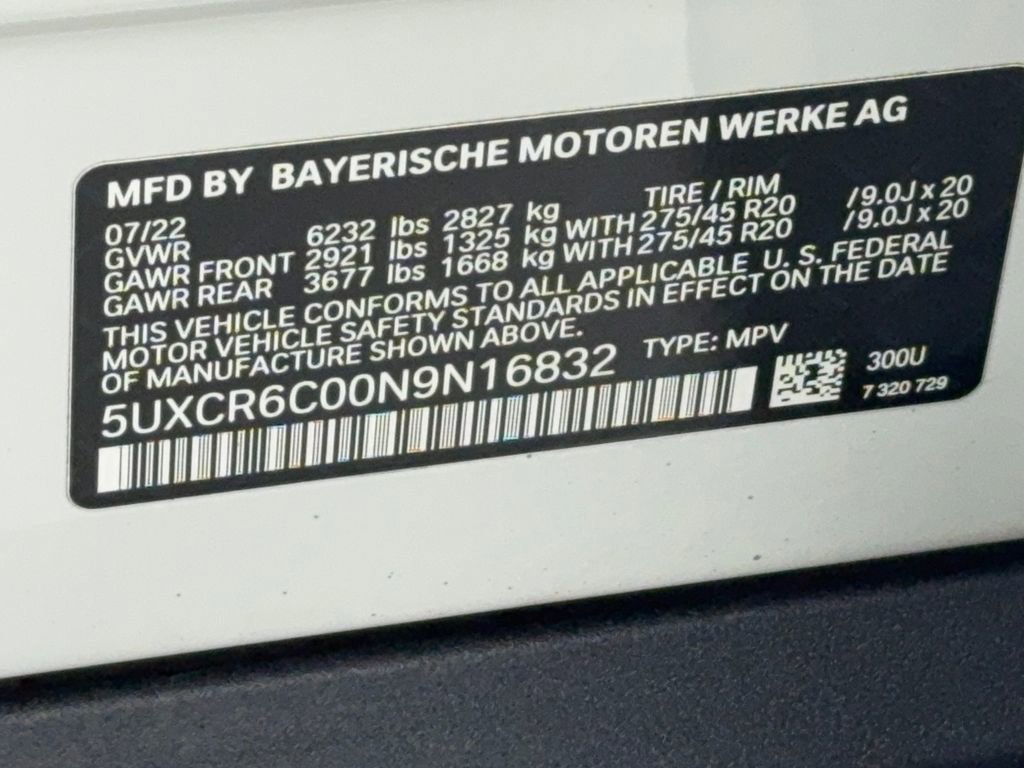 MFD BY BAYERISCHE MOTOREN WERKE AG
07/22 TIRE / RIM
GVWR 6232 lbs 2827 kg
GAWR FRONT 2921 lbs 1325 kg WITH 275/45 R20 /9.0J x 20
GAWR REAR 3677 lbs 1668 kg WITH 275/45 R20 /9.0J x 20
THIS VEHICLE CONFORMS TO ALL APPLICABLE U. S. FEDERAL
MOTOR VEHICLE SAFETY STANDARDS IN EFFECT ON THE DATE
OF MANUFACTURE SHOWN ABOVE.
5UXCR6C00N9N16832 TYPE: MPV
300U
7 320 729